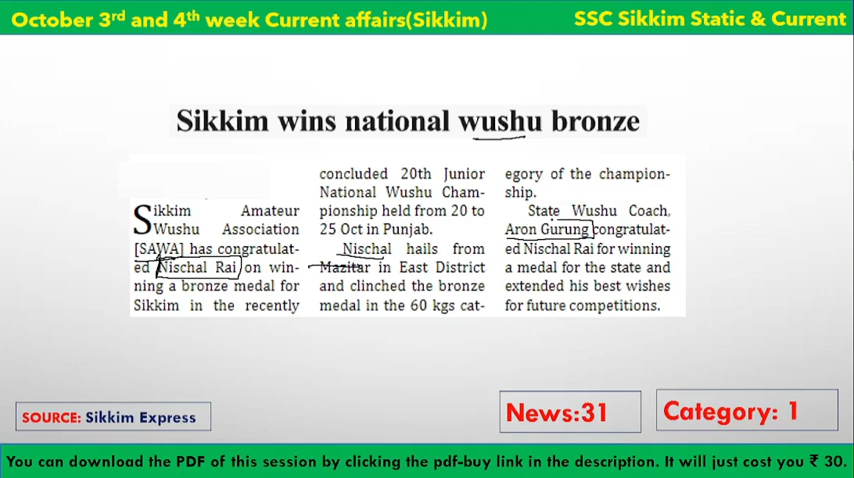 October 3rd and 4th week Current affairs(Sikkim)
SSC Sikkim Static & Current
Sikkim wins national wushu bronze
Sikkim Amateur
Wushu Association
[SAWA] has congratulat-
ed Nischal Rai on win-
ning a bronze medal for
Sikkim in the recently
concluded 20th Junior
National Wushu Cham-
pionship held from 20 to
25 Oct in Punjab.
Nischal hails from
Mazitar in East District
and clinched the bronze
medal in the 60 kgs cat-
egory of the champion-
ship.
State Wushu Coach,
Aron Gurung congratulat-
ed Nischal Rai for winning
a medal for the state and
extended his best wishes
for future competitions.
SOURCE: Sikkim Express
News:31
Category: 1
You can download the PDF of this session by clicking the pdf-buy link in the description. It will just cost you ₹ 30.